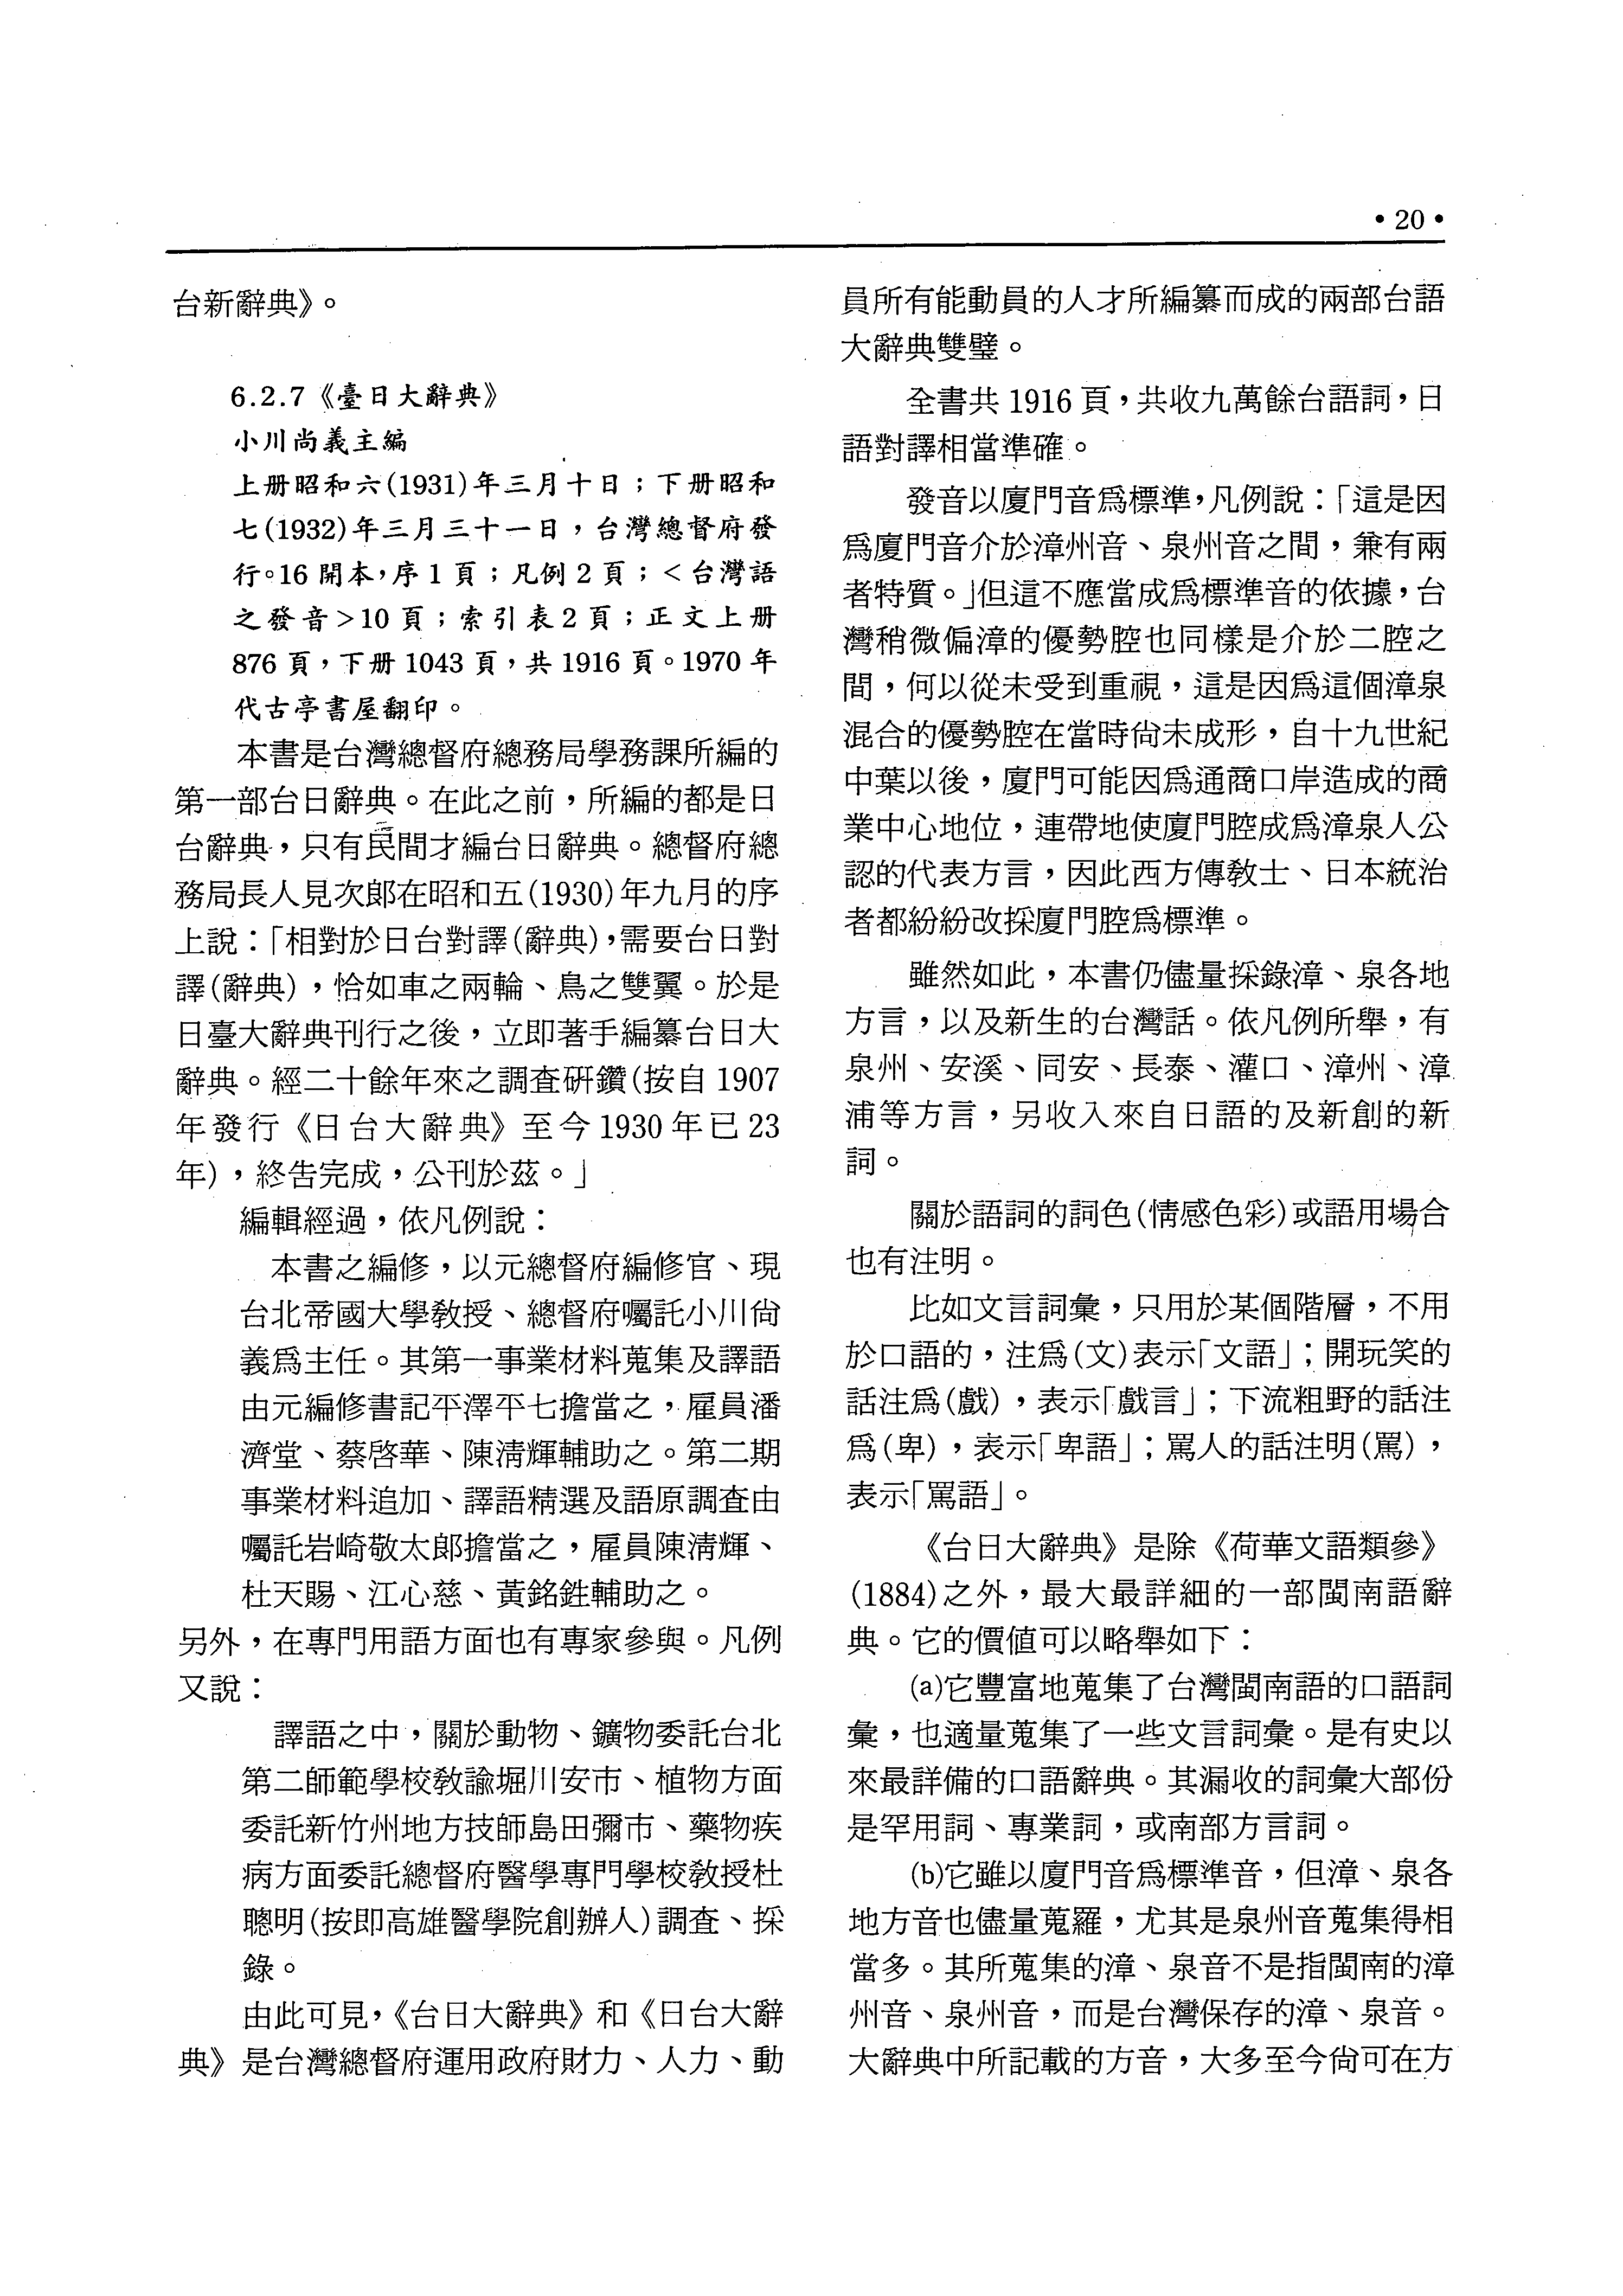 •20•
台新辭典》。
6.2.7《臺日大辭典》
小川尚義主編
上册昭和六(1931)年三月十日；下册昭和
七(1932)年三月三十一日，台灣總督府發
行。16開本，序1頁；凡例2頁；<台灣語
之發音>10頁；索引表2頁；正文上册
876頁，下册1043頁，共1916頁。1970年
代古亭書屋翻印。
本書是台灣總督府總務局學務課所編的
第一部台日辭典。在此之前，所編的都是日
台辭典，只有民間才編台日辭典。總督府總
務局長人見次郎在昭和五(1930)年九月的序
上說：「相對於日台對譯(辭典)，需要台日對
譯(辭典)，恰如車之兩輪、鳥之雙翼。於是
日臺大辭典刊行之後，立即著手編纂台日大
辭典。經二十餘年來之調查硏鑽(按自1907
年發行《日台大辭典》至今1930年已23
年)，終告完成，公刊於茲。」
編輯經過，依凡例說：
本書之編修，以元總督府編修官、現
台北帝國大學教授、總督府囑託小川尙
義爲主任。其第一事業材料蒐集及譯語
由元編修書記平澤平七擔當之，雇員潘
濟堂、蔡啓華、陳淸輝輔助之。第二期
事業材料追加、譯語精選及語原調查由
囑託岩崎敬太郎擔當之，雇員陳淸輝、
杜天賜、江心慈、黃銘鉎輔助之。
另外，在專門用語方面也有專家參與。凡例
又說：
譯語之中，關於動物、鑛物委託台北
第二師範學校教諭堀川安市、植物方面
委託新竹州地方技師島田彌市、藥物疾
病方面委託總督府醫學專門學校教授杜
聰明(按即高雄醫學院創辦人)調查、採
錄。
由此可見，《台日大辭典》和《日台大辭
典》是台灣總督府運用政府財力、人力、動
員所有能動員的人才所編纂而成的兩部台語
大辭典雙璧。
全書共1916頁，共收九萬餘台語詞，日
語對譯相當準確。
發音以廈門音爲標準，凡例說：「這是因
爲廈門音介於漳州音、泉州音之間，兼有兩
者特質。」但這不應當成爲標準音的依據，台
灣稍微偏漳的優勢腔也同樣是介於二腔之
間，何以從未受到重視，這是因爲這個漳泉
混合的優勢腔在當時尙未成形，自十九世紀
中葉以後，廈門可能因爲通商口岸造成的商
業中心地位，連帶地使廈門腔成爲漳泉人公
認的代表方言，因此西方傳教士、日本統治
者都紛紛改採廈門腔爲標準。
雖然如此，本書仍儘量採錄漳、泉各地
方言，以及新生的台灣話。依凡例所舉，有
泉州、安溪、同安、長泰、灌口、漳州、漳
浦等方言，另收入來自日語的及新創的新
詞。
關於語詞的詞色(情感色彩)或語用場合
也有注明。
比如文言詞彙，只用於某個階層，不用
於口語的，注爲(文)表示「文語」；開玩笑的
話注爲(戲)，表示「戲言」；下流粗野的話注
爲(卑)，表示「卑語」；罵人的話注明(罵)，
表示「罵語」。
《台日大辭典》是除《荷華文語類參》
(1884)之外，最大最詳細的一部閩南語辭
典。它的價値可以略舉如下：
(a)它豐富地蒐集了台灣閩南語的口語詞
彙，也適量蒐集了一些文言詞彙。是有史以
來最詳備的口語辭典。其漏收的詞彙大部份
是罕用詞、專業詞，或南部方言詞。
(b)它雖以廈門音爲標準音，但漳、泉各
地方音也儘量蒐羅，尤其是泉州音蒐集得相
當多。其所蒐集的漳、泉音不是指閩南的漳
州音、泉州音，而是台灣保存的漳、泉音。
大辭典中所記載的方音，大多至今尙可在方